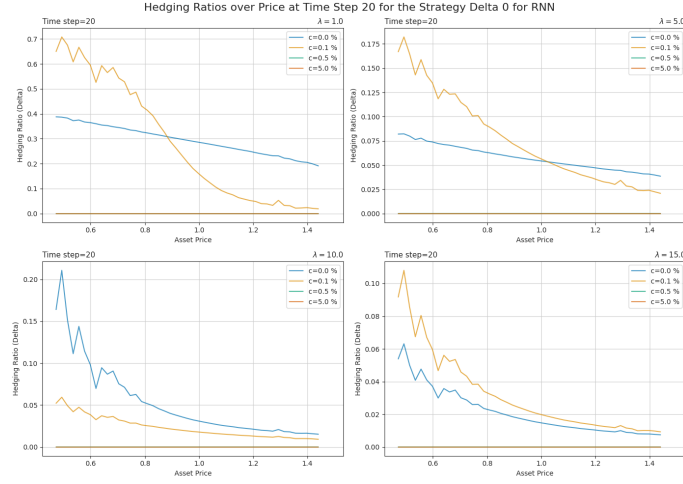 Hedging Ratios over Price at Time Step 20 for the Strategy Delta 0 for RNN
Time step=20
λ = 1.0
Hedging Ratio (Delta)
0.7
0.6
0.5
0.4
0.3
0.2
0.1
0.0
c=0.0 %
c=0.1 %
c=0.5 %
c=5.0 %
0.6 0.8 1.0 1.2 1.4
Asset Price
Time step=20
λ = 5.0
Hedging Ratio (Delta)
0.175
0.150
0.125
0.100
0.075
0.050
0.025
0.000
c=0.0 %
c=0.1 %
c=0.5 %
c=5.0 %
0.6 0.8 1.0 1.2 1.4
Asset Price
Time step=20
λ = 10.0
Hedging Ratio (Delta)
0.20
0.15
0.10
0.05
0.00
c=0.0 %
c=0.1 %
c=0.5 %
c=5.0 %
0.6 0.8 1.0 1.2 1.4
Asset Price
Time step=20
λ = 15.0
Hedging Ratio (Delta)
0.10
0.08
0.06
0.04
0.02
0.00
c=0.0 %
c=0.1 %
c=0.5 %
c=5.0 %
0.6 0.8 1.0 1.2 1.4
Asset Price